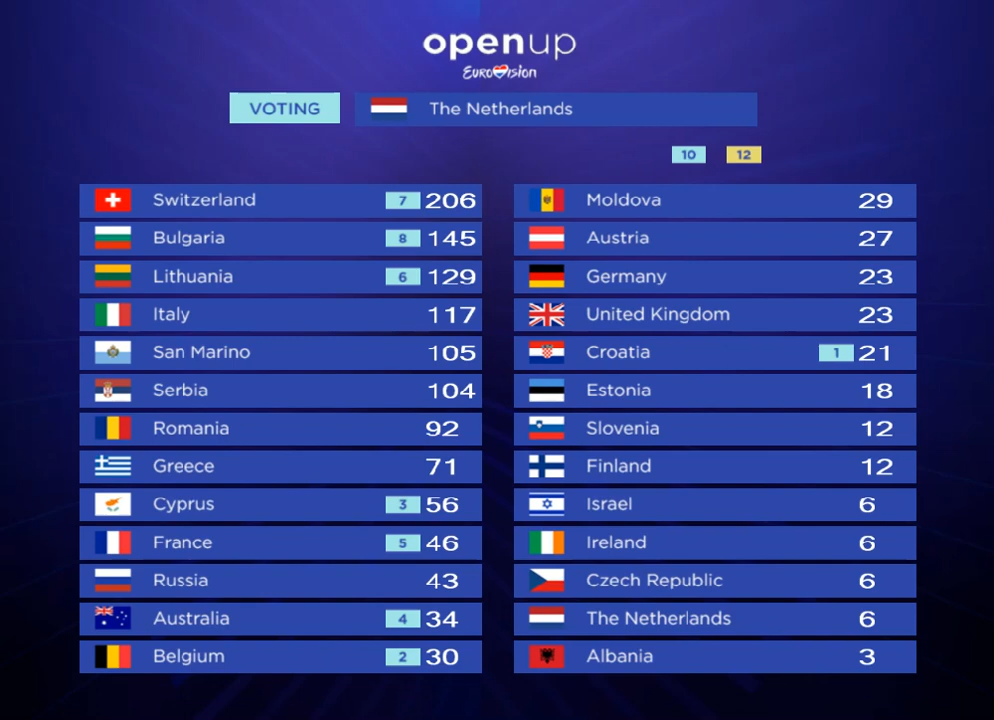 openup
EUROVISION
VOTING The Netherlands
10 12
Switzerland 7 206
Bulgaria 8 145
Lithuania 6 129
Italy 117
San Marino 105
Serbia 104
Romania 92
Greece 71
Cyprus 3 56
France 5 46
Russia 43
Australia 4 34
Belgium 2 30
Moldova 29
Austria 27
Germany 23
United Kingdom 23
Croatia 1 21
Estonia 18
Slovenia 12
Finland 12
Israel 6
Ireland 6
Czech Republic 6
The Netherlands 6
Albania 3